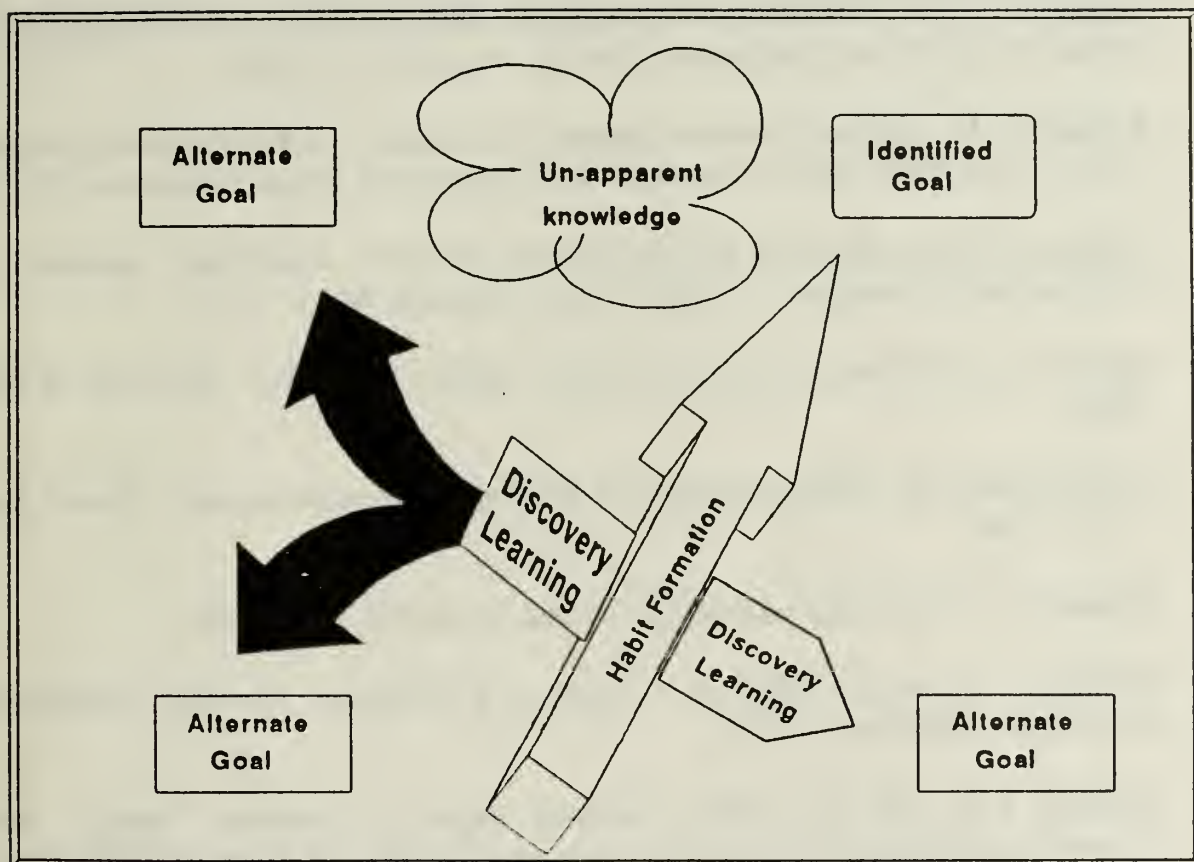 Alternate
Goal
Un-apparent
knowledge
Identified
Goal
Discovery
Learning
Habit Formation
Discovery
Learning
Alternate
Goal
Alternate
Goal